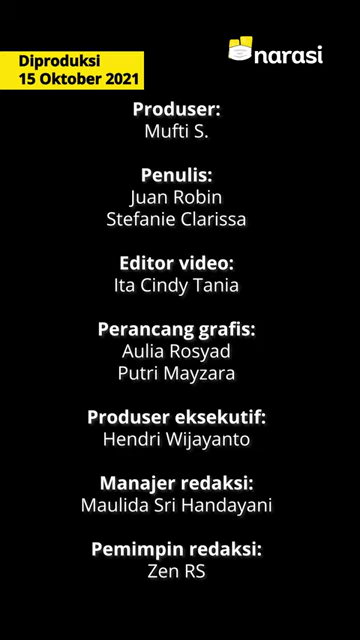 Diproduksi
15 Oktober 2021
narasi
Produser:
Mufti S.
Penulis:
Juan Robin
Stefanie Clarissa
Editor video:
Ita Cindy Tania
Perancang grafis:
Aulia Rosyad
Putri Mayzara
Produser eksekutif:
Hendri Wijayanto
Manajer redaksi:
Maulida Sri Handayani
Pemimpin redaksi:
Zen RS